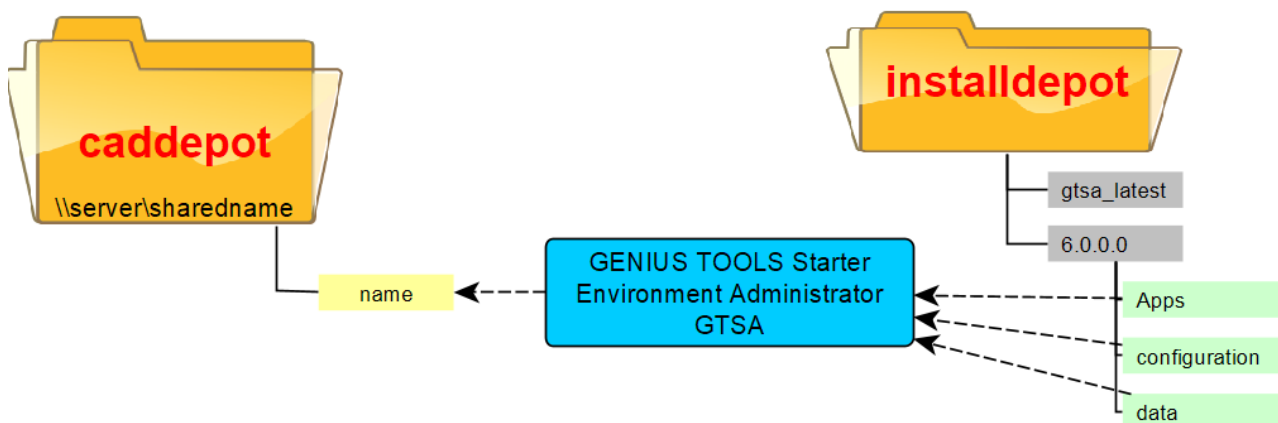 caddepot
\\server\sharedname
name
GENIUS TOOLS Starter
Environment Administrator
GTSA
installdepot
gtsa_latest
6.0.0.0
Apps
configuration
data